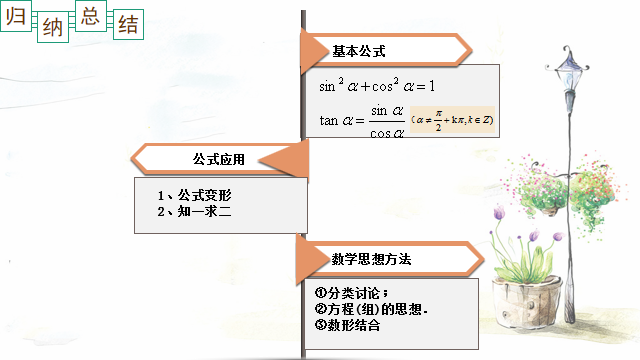 归纳总结
基本公式
sin²α+cos²α=1
tanα=sinα/cosα (α≠π/2+kπ,k∈Z)
公式应用
1、公式变形
2、知一求二
数学思想方法
①分类讨论；
②方程(组)的思想.
③数形结合